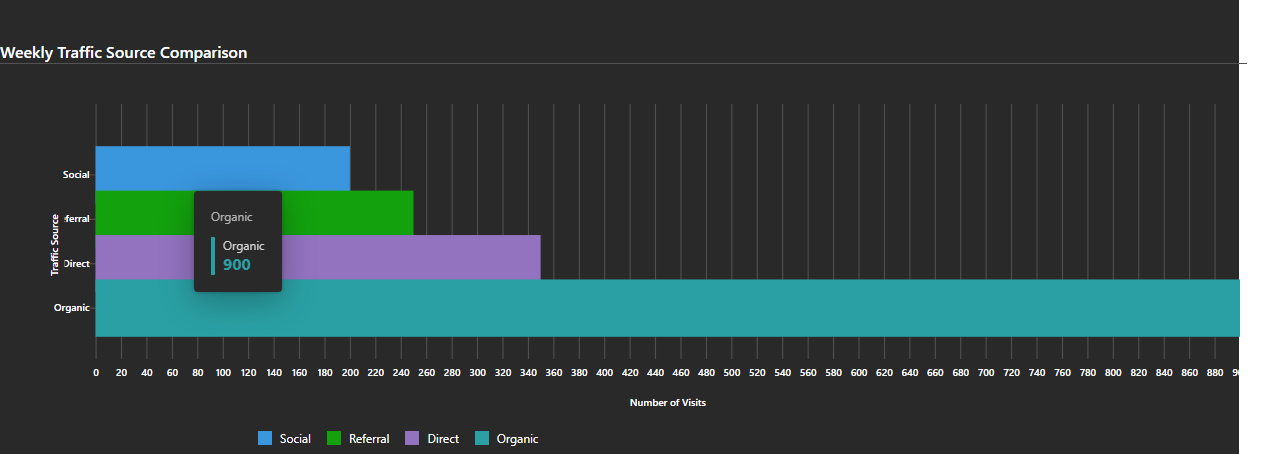 Weekly Traffic Source Comparison
Social
ferral
Direct
Organic
Traffic Source
Organic
Organic
900
0 20 40 60 80 100 120 140 160 180 200 220 240 260 280 300 320 340 360 380 400 420 440 460 480 500 520 540 560 580 600 620 640 660 680 700 720 740 760 780 800 820 840 860 880
Number of Visits
Social Referral Direct Organic